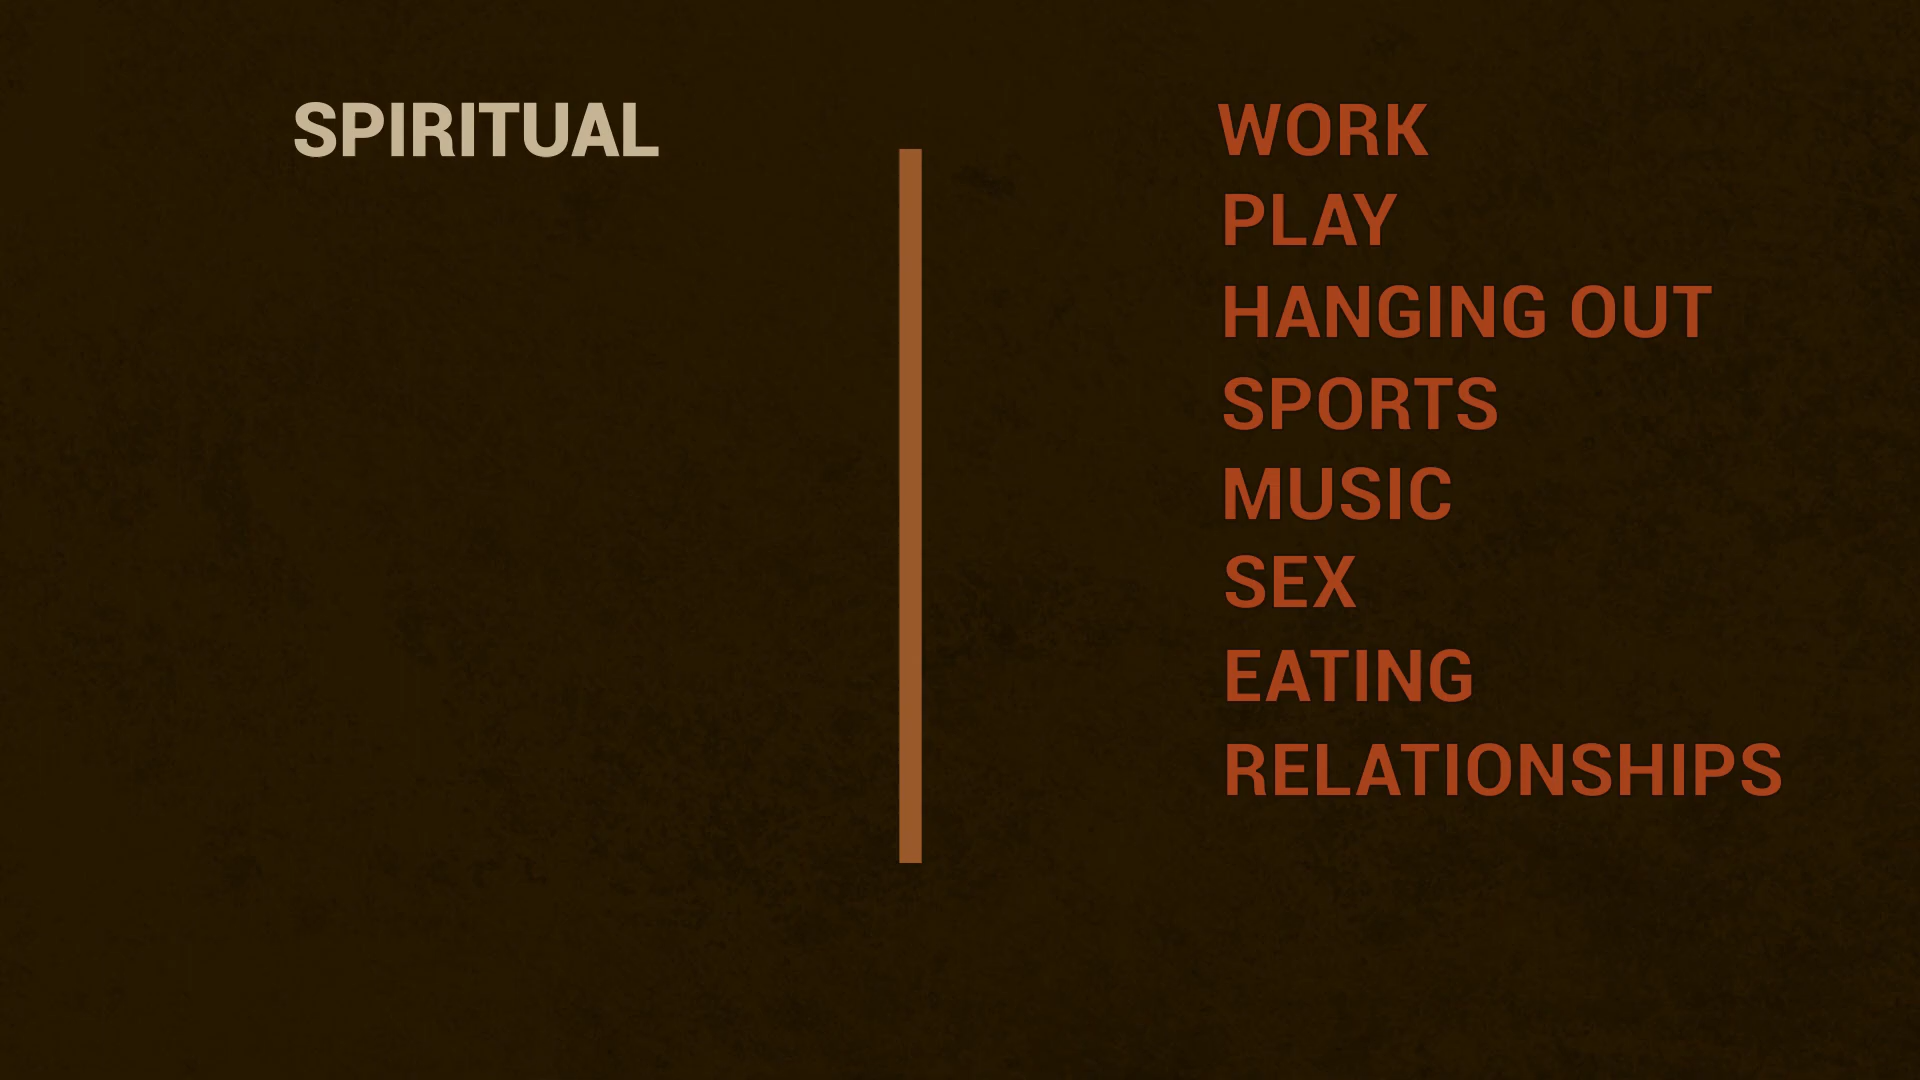 SPIRITUAL
WORK
PLAY
HANGING OUT
SPORTS
MUSIC
SEX
EATING
RELATIONSHIPS